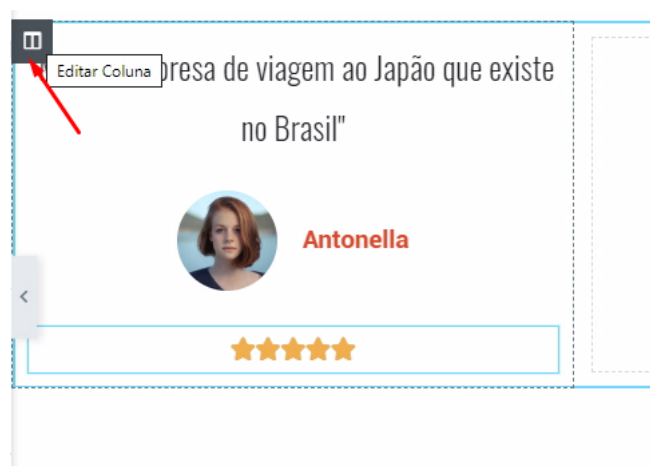 Editar Coluna
presa de viagem ao Japão que existe
no Brasil"
Antonella